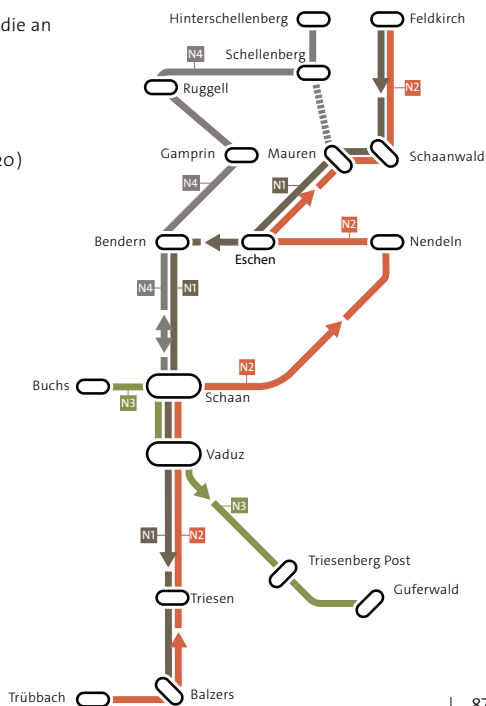 die an
Hinterschellenberg
Feldkirch
Schellenberg
N4
N2
Ruggell
20)
Gamprin
Mauren
Schaanwald
N4
N1
N2
Bendern
Nendeln
Eschen
N4
N1
N2
Buchs
Schaan
N3
Vaduz
N3
N1
N2
Triesenberg Post
Guferwald
Triesen
Trübbach
Balzers
87